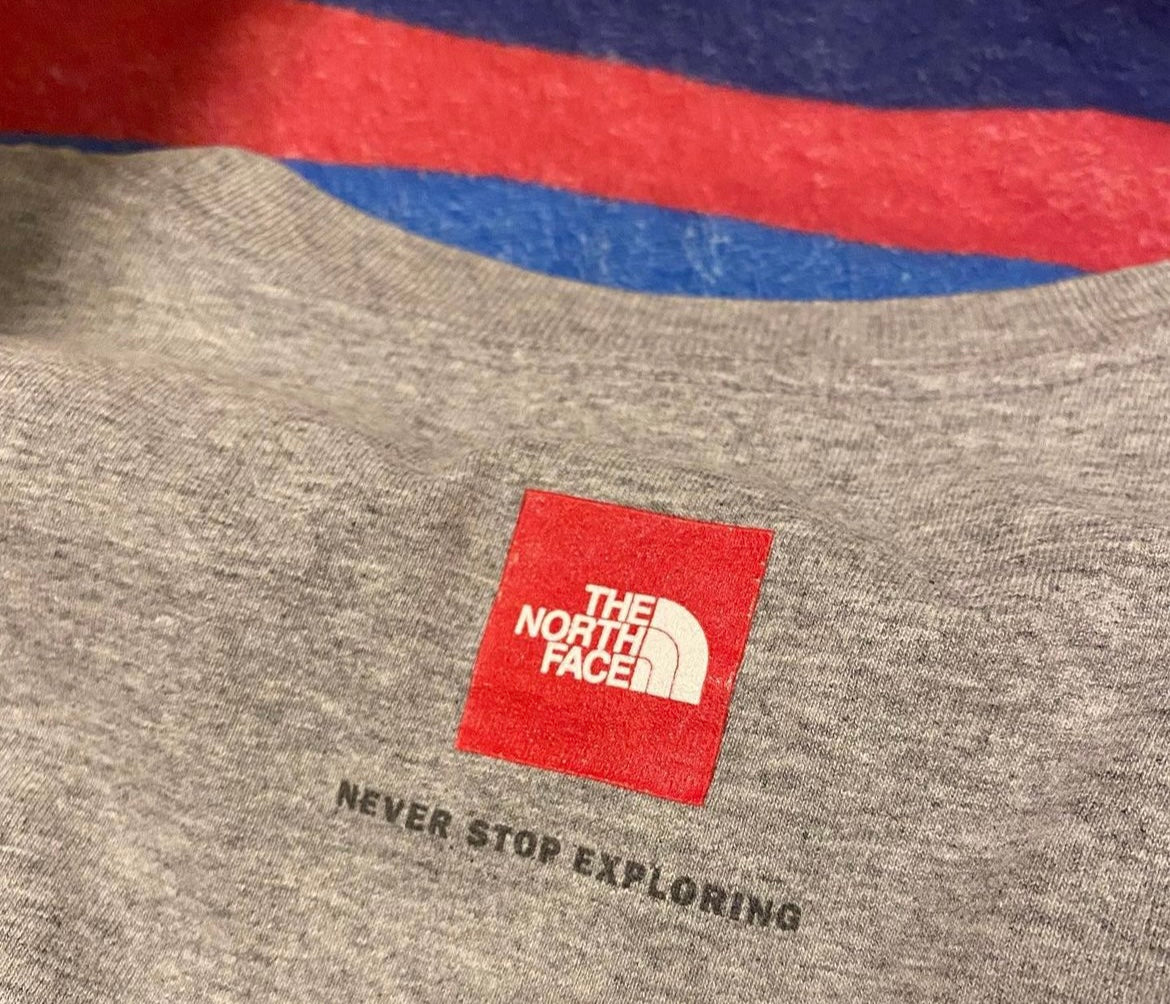 THE
NORTH
FACE
NEVER STOP EXPLORING